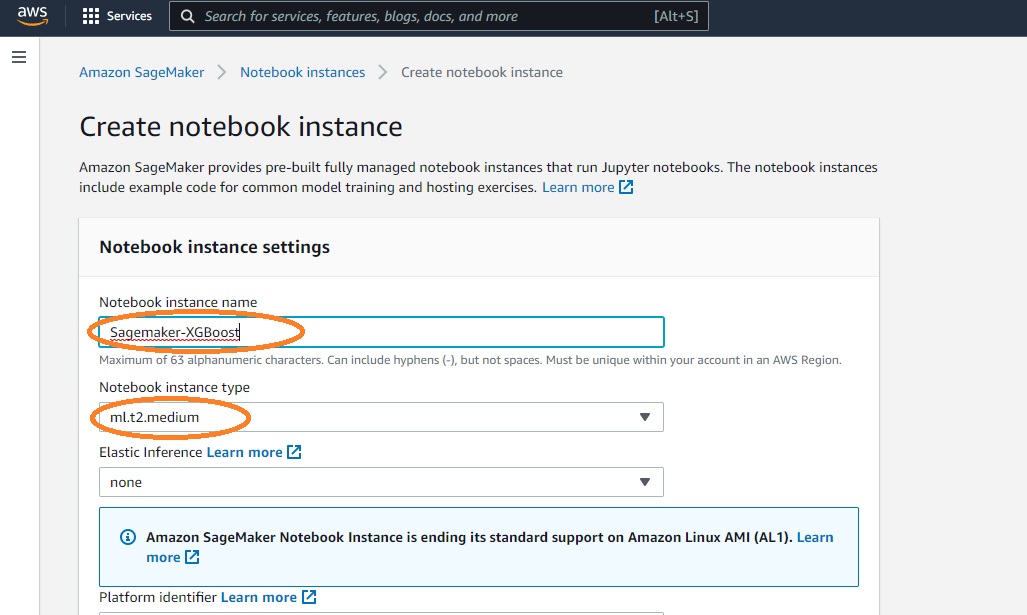 aws
Services
Search for services, features, blogs, docs, and more
[Alt+S]
Amazon SageMaker > Notebook instances > Create notebook instance
Create notebook instance
Amazon SageMaker provides pre-built fully managed notebook instances that run Jupyter notebooks. The notebook instances
include example code for common model training and hosting exercises. Learn more
Notebook instance settings
Notebook instance name
Sagemaker-XGBoost
Maximum of 63 alphanumeric characters. Can include hyphens (-), but not spaces. Must be unique within your account in an AWS Region.
Notebook instance type
ml.t2.medium
Elastic Inference Learn more
none
Amazon SageMaker Notebook Instance is ending its standard support on Amazon Linux AMI (AL1). Learn
more
Platform identifier Learn more